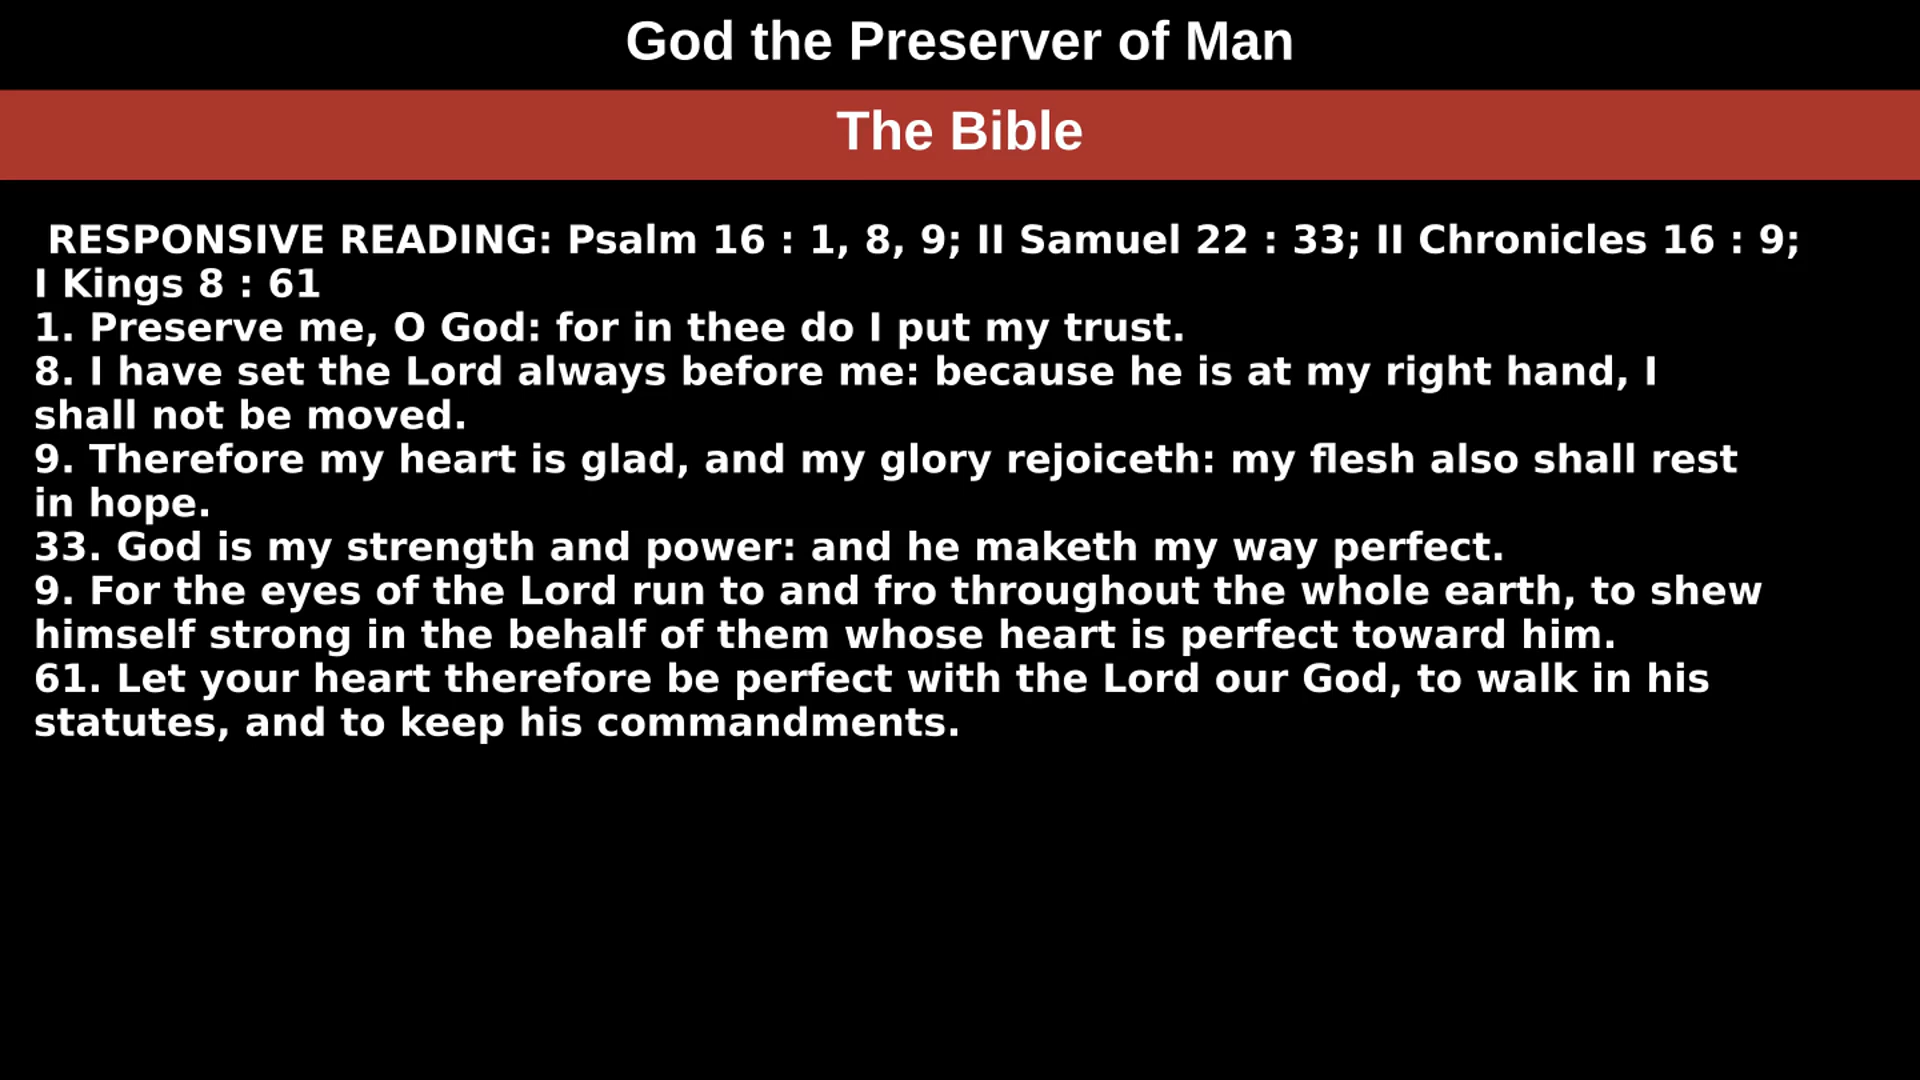 God the Preserver of Man
The Bible
RESPONSIVE READING: Psalm 16 : 1, 8, 9; II Samuel 22 : 33; II Chronicles 16 : 9;
I Kings 8 : 61
1. Preserve me, O God: for in thee do I put my trust.
8. I have set the Lord always before me: because he is at my right hand, I
shall not be moved.
9. Therefore my heart is glad, and my glory rejoiceth: my flesh also shall rest
in hope.
33. God is my strength and power: and he maketh my way perfect.
9. For the eyes of the Lord run to and fro throughout the whole earth, to shew
himself strong in the behalf of them whose heart is perfect toward him.
61. Let your heart therefore be perfect with the Lord our God, to walk in his
statutes, and to keep his commandments.